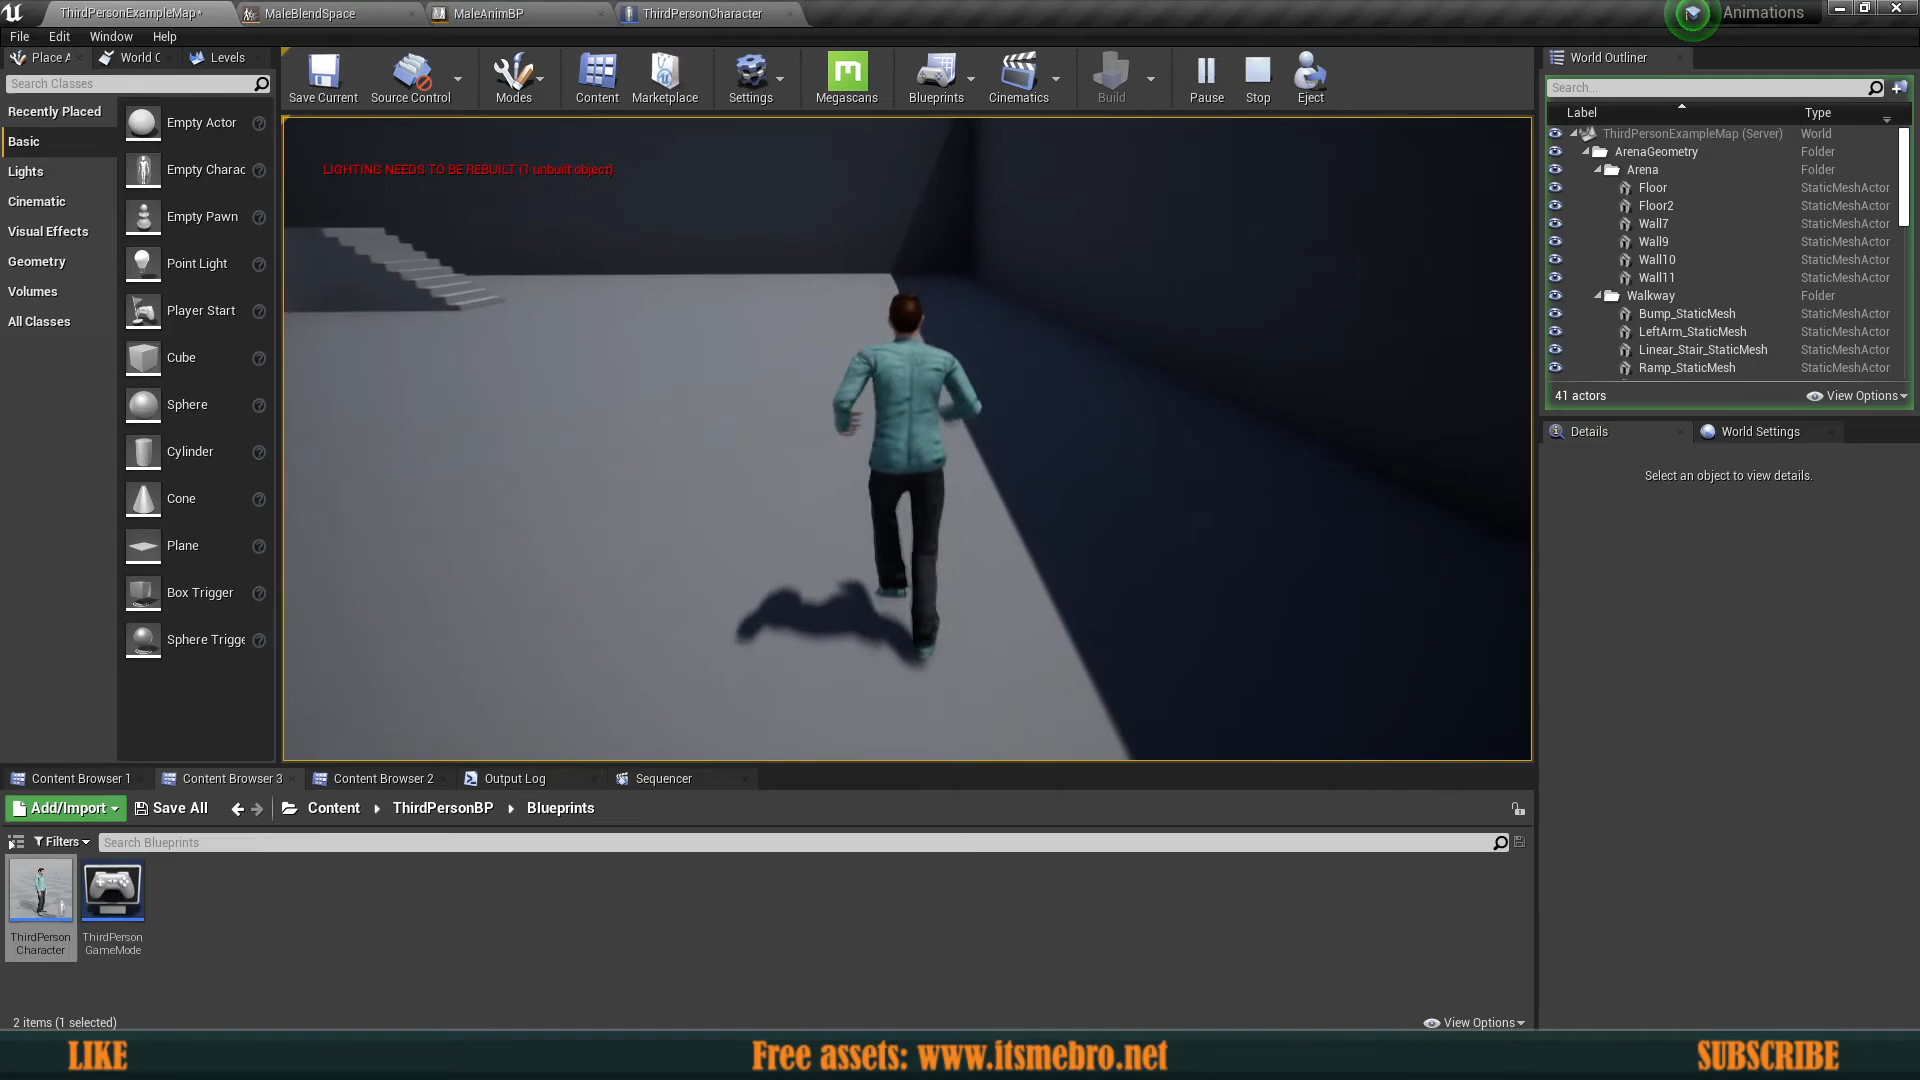 ThirdPersonExampleMap*
MaleBlendSpace
MaleAnimBP
ThirdPersonCharacter
Animations
File Edit Window Help
Place A
World C
Levels
Search Classes
Recently Placed
Basic
Lights
Cinematic
Visual Effects
Geometry
Volumes
All Classes
Empty Actor
Empty Charac
Empty Pawn
Point Light
Player Start
Cube
Sphere
Cylinder
Cone
Plane
Box Trigger
Sphere Trigge
Save Current
Source Control
Modes
Content
Marketplace
Settings
Megascans
Blueprints
Cinematics
Build
Pause
Stop
Eject
LIGHTING NEEDS TO BE REBUILT (1 unbuilt object)
World Outliner
Search...
Label Type
ThirdPersonExampleMap (Server) World
ArenaGeometry Folder
Arena Folder
Floor StaticMeshActor
Floor2 StaticMeshActor
Wall7 StaticMeshActor
Wall9 StaticMeshActor
Wall10 StaticMeshActor
Wall11 StaticMeshActor
Walkway Folder
Bump_StaticMesh StaticMeshActor
LeftArm_StaticMesh StaticMeshActor
Linear_Stair_StaticMesh StaticMeshActor
Ramp_StaticMesh StaticMeshActor
41 actors View Options
Details
World Settings
Select an object to view details.
Content Browser 1
Content Browser 3
Content Browser 2
Output Log
Sequencer
Add/Import Save All Content ThirdPersonBP Blueprints
Filters Search Blueprints
ThirdPerson
Character
ThirdPerson
GameMode
2 items (1 selected) View Options
LIKE Free assets: www.itsmebro.net SUBSCRIBE